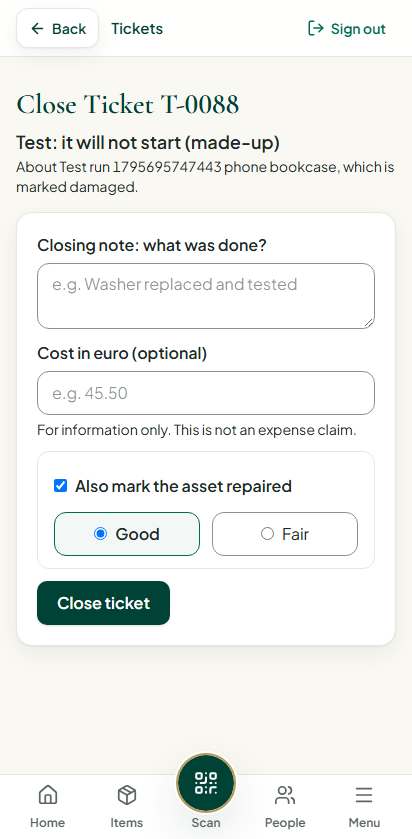 Back
Tickets
Sign out
Close Ticket T-0088
Test: it will not start (made-up)
About Test run 1795695747443 phone bookcase, which is
marked damaged.
Closing note: what was done?
e.g. Washer replaced and tested
Cost in euro (optional)
e.g. 45.50
For information only. This is not an expense claim.
Also mark the asset repaired
Good
Fair
Close ticket
Home
Items
Scan
People
Menu